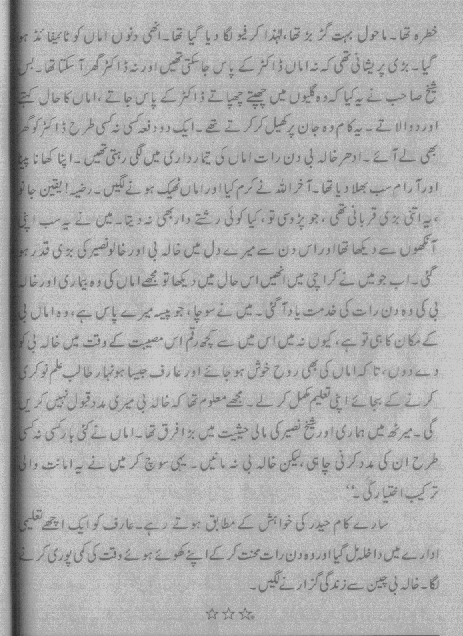 خطرہ تھا۔ ماحول بہت گڑبڑ تھا، لہٰذا کرفیو لگا دیا گیا تھا۔ انھی دنوں اماں کو ٹائیفائڈ ہو
گیا۔ بڑی پریشانی تھی کہ نہ اماں ڈاکٹر کے پاس جا سکتی تھیں اور نہ ڈاکٹر گھر آ سکتا تھا۔ بس
شیخ صاحب نے یہ کیا کہ وہ گلیوں میں چھپتے چھپاتے ڈاکٹر کے پاس جاتے، اماں کا حال کہتے
اور دوا لاتے۔ یہ کام وہ جان پر کھیل کر کرتے تھے۔ ایک دو دفعہ کسی نہ کسی طرح ڈاکٹر کو گھر
بھی لے آئے۔ ادھر خالہ بی دن رات اماں کی تیمارداری میں لگی رہتی تھیں۔ اپنا کھانا پینا
اور آرام سب بھلا دیا تھا۔ آخر اللہ نے کرم کیا اور اماں ٹھیک ہونے لگیں۔ رضیہ! یقین جانو
، یہ اتنی بڑی قربانی تھی، جو پڑوسی تو، کیا کوئی رشتے دار بھی نہ دیتا۔ میں نے یہ سب اپنی
آنکھوں سے دیکھا تھا اور اس دن سے میرے دل میں خالہ بی اور خالو نصیر کی بڑی قدر ہو
گئی۔ اب جو میں نے کراچی میں انھیں اس حال میں دیکھا تو مجھے اماں کی وہ بیماری اور خالہ
بی کی وہ دن رات کی خدمت یاد آ گئی۔ میں نے سوچا، جو پیسہ میرے پاس ہے، وہ اماں بی
کے مکان کا ہی تو ہے، کیوں نہ میں اس میں سے کچھ رقم اس مصیبت کے وقت میں خالہ بی کو
دے دوں، تاکہ اماں کی بھی روح خوش ہو جائے اور عارف جیسا ہونہار طالب علم نوکری
کرنے کے بجائے اپنی تعلیم مکمل کر لے۔ مجھے معلوم تھا کہ خالہ بی میری مدد قبول نہیں کریں
گی۔ میرٹھ میں ہماری اور شیخ نصیر کی مالی حیثیت میں بڑا فرق تھا۔ اماں نے کئی بار کسی نہ کسی
طرح ان کی مدد کرنی چاہی، لیکن خالہ بی نہ مانیں۔ یہی سوچ کر میں نے یہ امانت والی
ترکیب اختیار کی۔‘‘
سارے کام حیدر کی خواہش کے مطابق ہوتے رہے۔ عارف کو ایک اچھے تعلیمی
ادارے میں داخلہ مل گیا اور وہ دن رات محنت کر کے اپنے کھوئے ہوئے وقت کی کمی پوری کرنے
لگا۔ خالہ بی چین سے زندگی گزارنے لگیں۔
☆☆☆